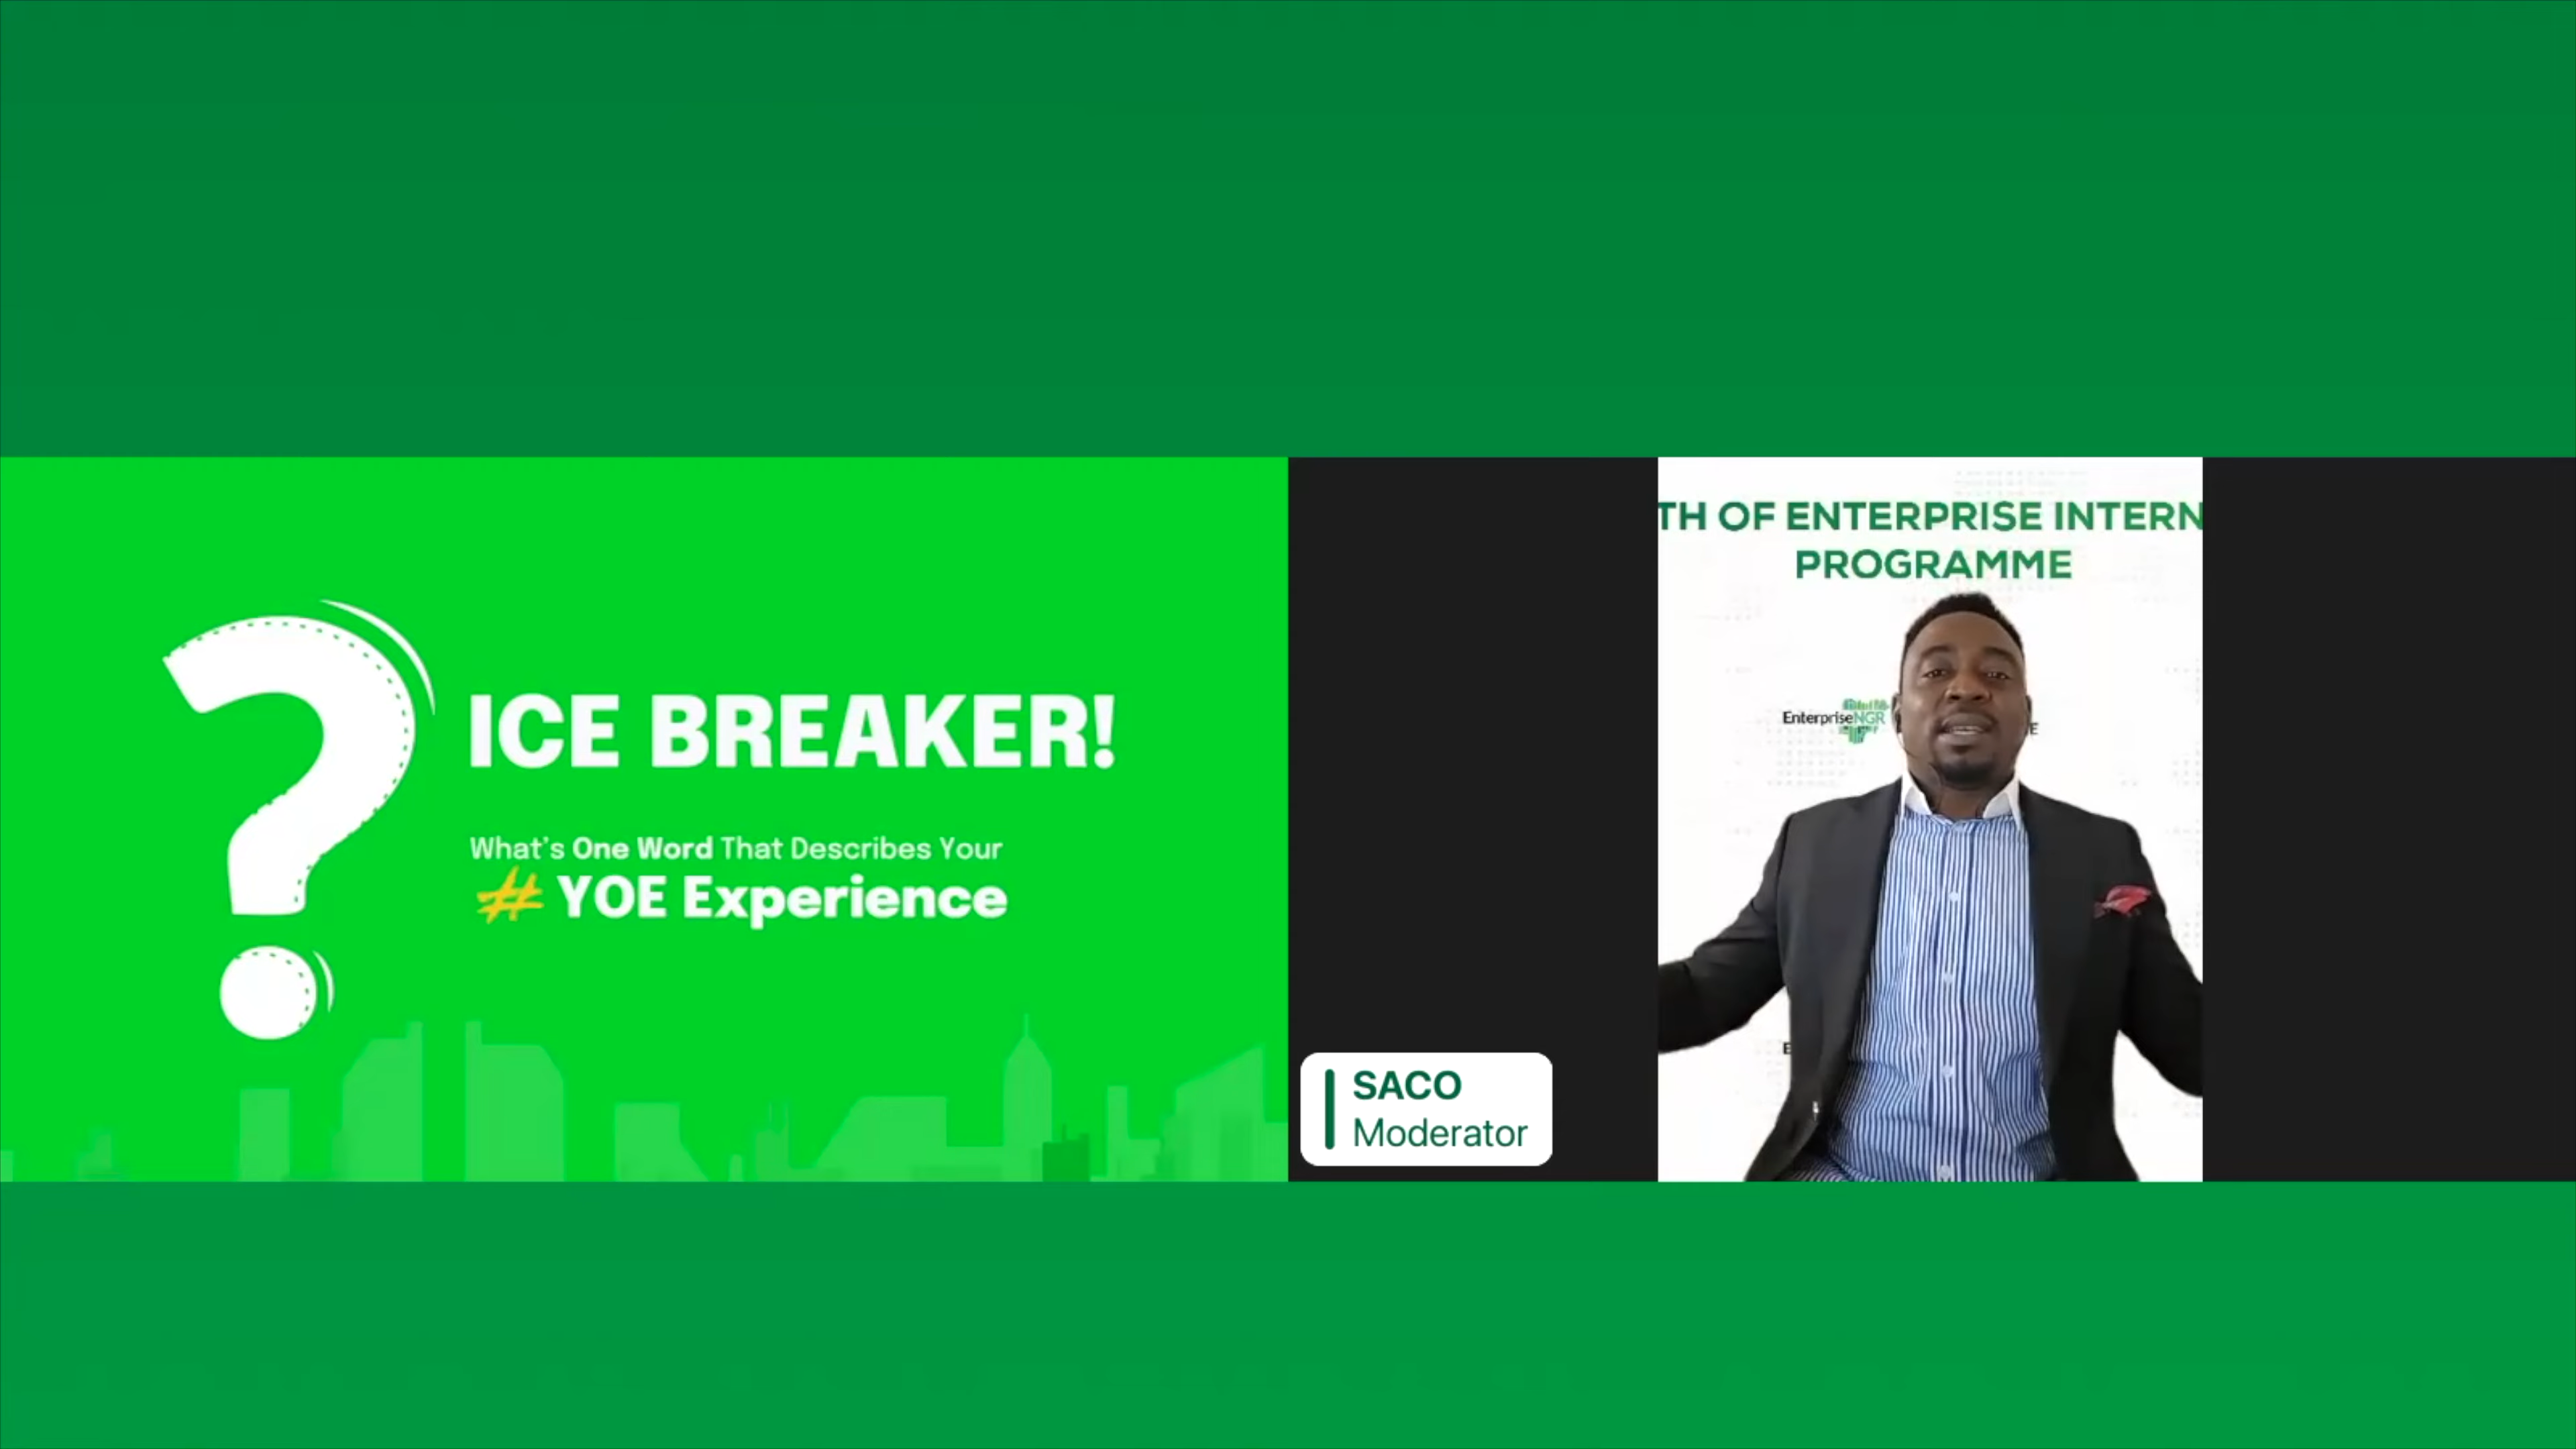 ICE BREAKER!
What's One Word That Describes Your
# YOE Experience
TH OF ENTERPRISE INTERN
PROGRAMME
EnterpriseNGR
E
E
SACO
Moderator